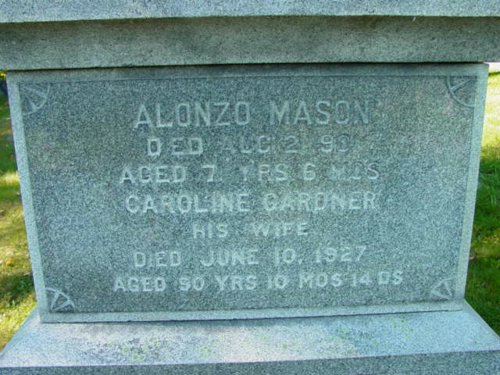 ALONZO MASON
DIED AUG 2
AGED YRS 6 MOS
CAROLINE GARDNER
HIS WIFE
DIED JUNE 10, 1927
AGED 90 YRS 10 MOS 14 DS